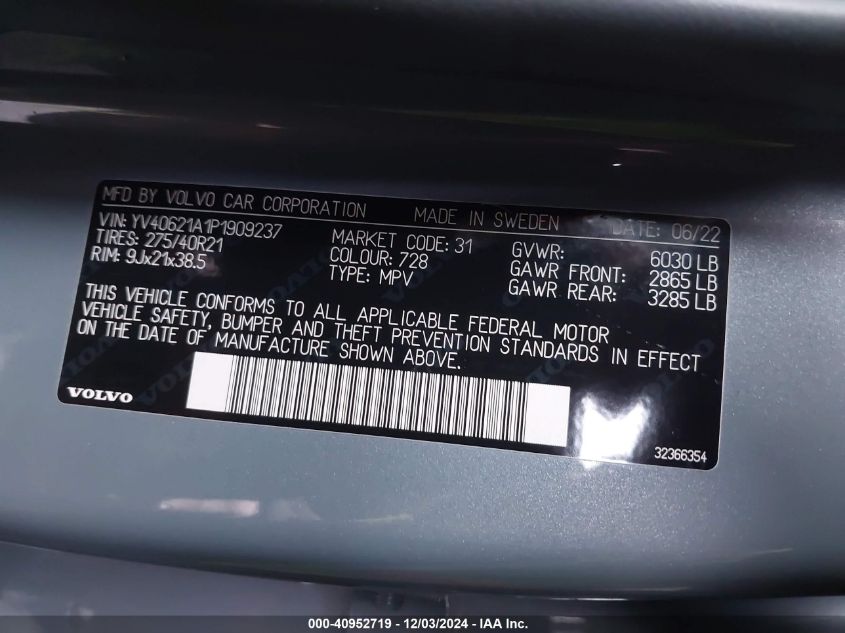 MFD BY VOLVO CAR CORPORATION MADE IN SWEDEN 06/22
VIN: YV40621A1P1909237
TIRES: 275/40R21
RIM: 9Jx21x38.5
MARKET CODE: 31
COLOUR: 728
TYPE: MPV
GVWR: 6030 LB
GAWR FRONT: 2865 LB
GAWR REAR: 3285 LB
THIS VEHICLE CONFORMS TO ALL APPLICABLE FEDERAL MOTOR
VEHICLE SAFETY, BUMPER AND THEFT PREVENTION STANDARDS IN EFFECT
ON THE DATE OF MANUFACTURE SHOWN ABOVE.
VOLVO
32366354
000-40952719 - 12/03/2024 - IAA Inc.